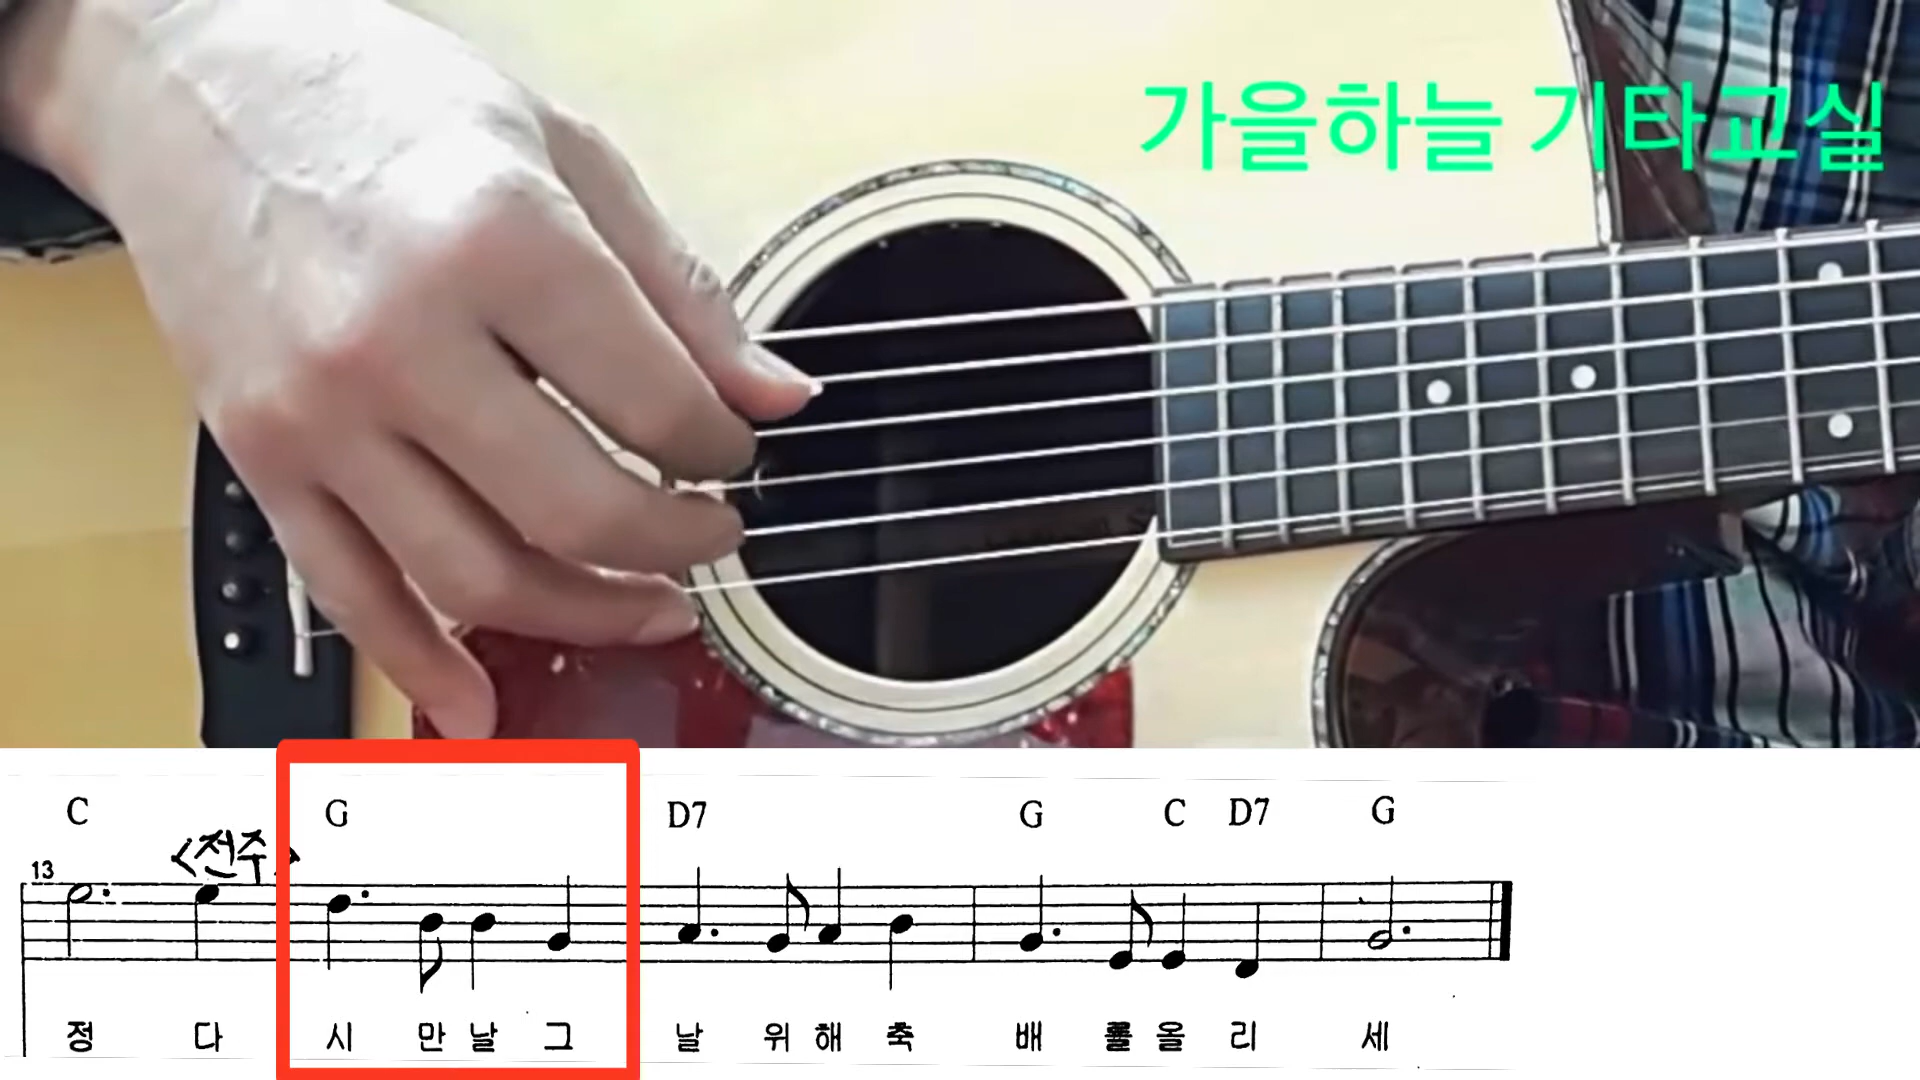 가을하늘 기타교실
C G D7 G C D7 G
<전주>
13
정 다 시 만 날 그 날 위 해 축 배 를 올 리 세